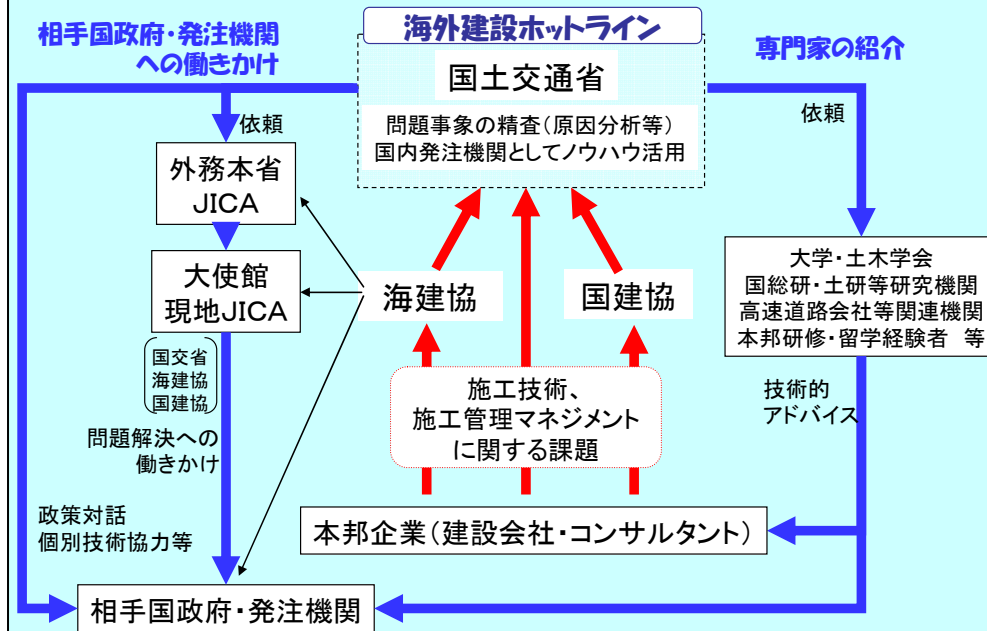 相手国政府・発注機関
への働きかけ
海外建設ホットライン
専門家の紹介
国土交通省
問題事象の精査(原因分析等)
国内発注機関としてノウハウ活用
依頼
依頼
外務本省
JICA
大使館
現地JICA
国交省
海建協
国建協
海建協
国建協
大学・土木学会
国総研・土研等研究機関
高速道路会社等関連機関
本邦研修・留学経験者 等
施工技術、
施工管理マネジメント
に関する課題
技術的
アドバイス
問題解決への
働きかけ
政策対話
個別技術協力等
本邦企業(建設会社・コンサルタント)
相手国政府・発注機関